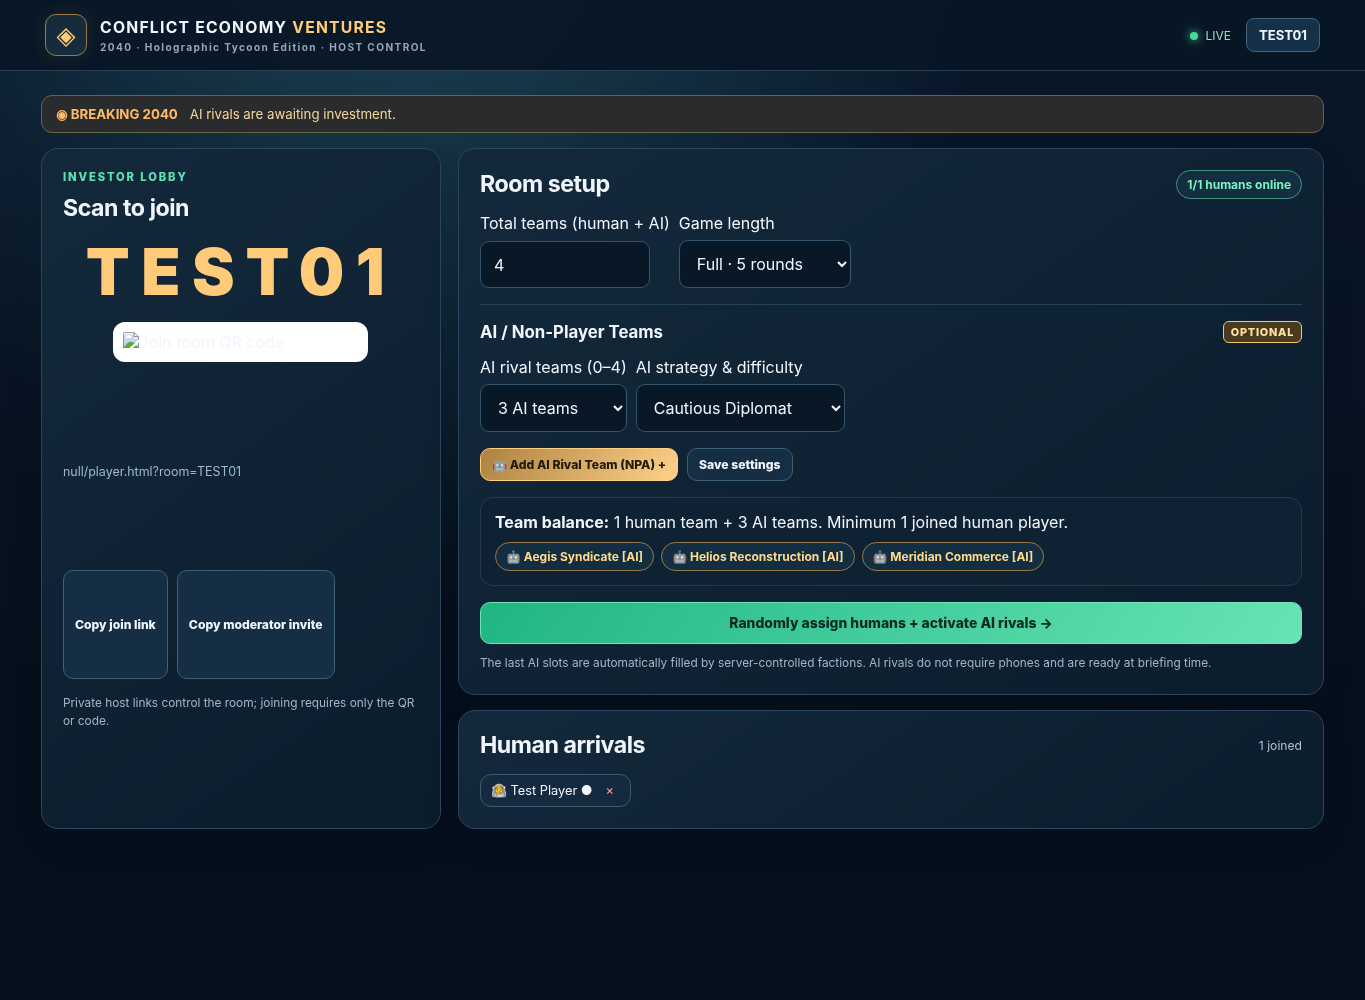 CONFLICT ECONOMY VENTURES
2040 · Holographic Tycoon Edition · HOST CONTROL
LIVE
TEST01
◉ BREAKING 2040 AI rivals are awaiting investment.
INVESTOR LOBBY
Scan to join
TEST01
Join room QR code
null/player.html?room=TEST01
Copy join link
Copy moderator invite
Private host links control the room; joining requires only the QR
or code.
Room setup
1/1 humans online
Total teams (human + AI)
Game length
4
Full · 5 rounds
AI / Non-Player Teams
OPTIONAL
AI rival teams (0–4)
AI strategy & difficulty
3 AI teams
Cautious Diplomat
🤖 Add AI Rival Team (NPA) +
Save settings
Team balance: 1 human team + 3 AI teams. Minimum 1 joined human player.
🤖 Aegis Syndicate [AI]
🤖 Helios Reconstruction [AI]
🤖 Meridian Commerce [AI]
Randomly assign humans + activate AI rivals →
The last AI slots are automatically filled by server-controlled factions. AI rivals do not require phones and are ready at briefing time.
Human arrivals
1 joined
Test Player ● ×